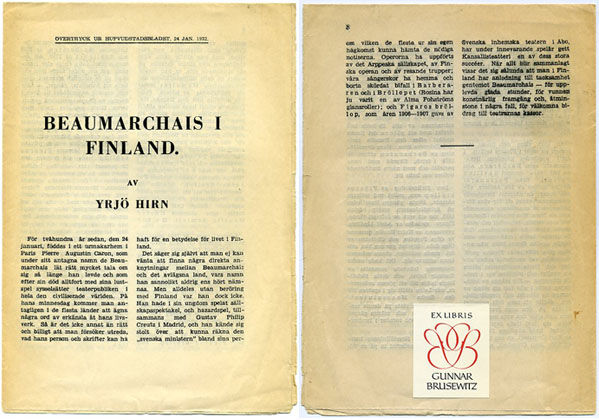 ÖVERTRYCK UR HUFVUDSTADSBLADET, 24 JAN. 1932.
BEAUMARCHAIS I
FINLAND.
AV
YRJÖ HIRN
För tvåhundra år sedan, den 24
januari, föddes i ett urmakarhem i
Paris Pierre Augustin Caron, som
under sitt antagna namn de Beau-
marchais lät rätt mycket tala om
sig så länge han levde och som
efter sin död alltfort med sina lust-
spel sysselsätter teaterpubliken i
hela den civiliserade världen. På
hans minnesdag kommer man an-
tagligen i de flesta länder att ägna
några ord av erkänsla åt hans livs-
verk. Så är det icke annat än rätt
och billigt att man försöker utreda,
vad hans person och skrifter kan ha
haft för en betydelse för livet i Fin-
land.
Det säger sig självt att man ej kan
vänta att finna några direkta an-
knytningar mellan Beaumarchais
och det avlägsna land, vars namn
han sannolikt aldrig ens hört näm-
nas. Men alldeles utan beröring
med Finland var han dock icke.
Han hade i sin ungdom spelat säll-
skapsspektakel, och hazardspel, till-
sammans med Gustav Philip
Creutz i Madrid, och han kände sig
stolt över att kunna räkna den
„svenska ministern" bland sina per-
8
om vilken de flesta ur sin egen
hågkomst kunna hämta de nödiga
notiserna. Operorna ha uppförts
av det Arppeska sällskapet, av Fin-
ska operan och av resande trupper;
våra sångerskor ha hemma och
borta skördat bifall i Barbera-
ren och i Bröllopet (Rosina har
ju varit en av Alma Fohströms
glansroller); och Figaros bröl-
lop, som åren 1906—1907 gavs av
Svenska inhemska teatern i Åbo,
har under innevarande spelår gett
Kansallisteatteri en av dess stora
succéer. När allt blir sammanlagt
visar det sig sålunda att man i Fin-
land har anledning till tacksamhet
gentemot Beaumarchais — för upp-
levda glada stunder, för vunnen
konstnärlig framgång och, åtmin-
stone i några fall, för välkomna bi-
drag till teatrarnas kassor.
EX LIBRIS
GUNNAR
BRUSEWITZ